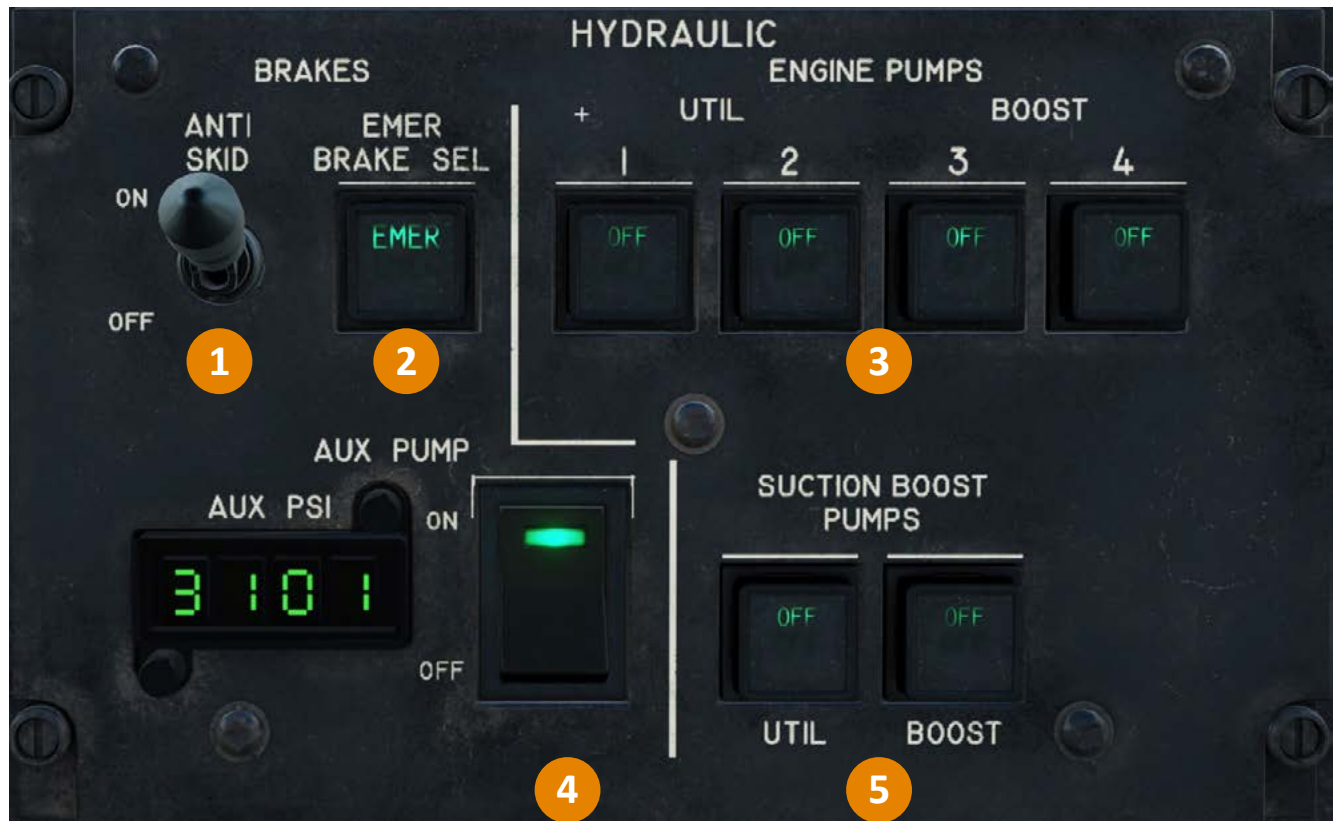 HYDRAULIC
BRAKES
ANTI
SKID
ON
OFF
1
EMER
BRAKE SEL
EMER
2
ENGINE PUMPS
+ UTIL BOOST
1 2 3 4
OFF OFF OFF OFF
3
AUX PUMP
AUX PSI
3101
ON
OFF
4
SUCTION BOOST
PUMPS
OFF OFF
UTIL BOOST
5